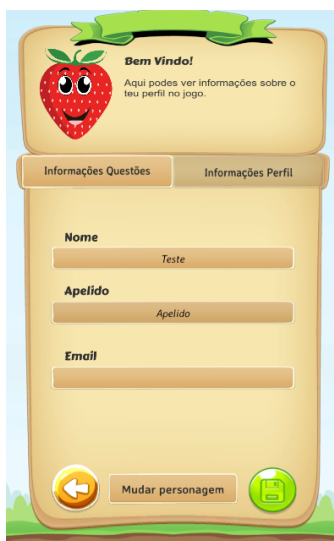 Bem Vindo!
Aqui podes ver informações sobre o
teu perfil no jogo.
Informações Questões
Informações Perfil
Nome
Teste
Apelido
Apelido
Email
Mudar personagem